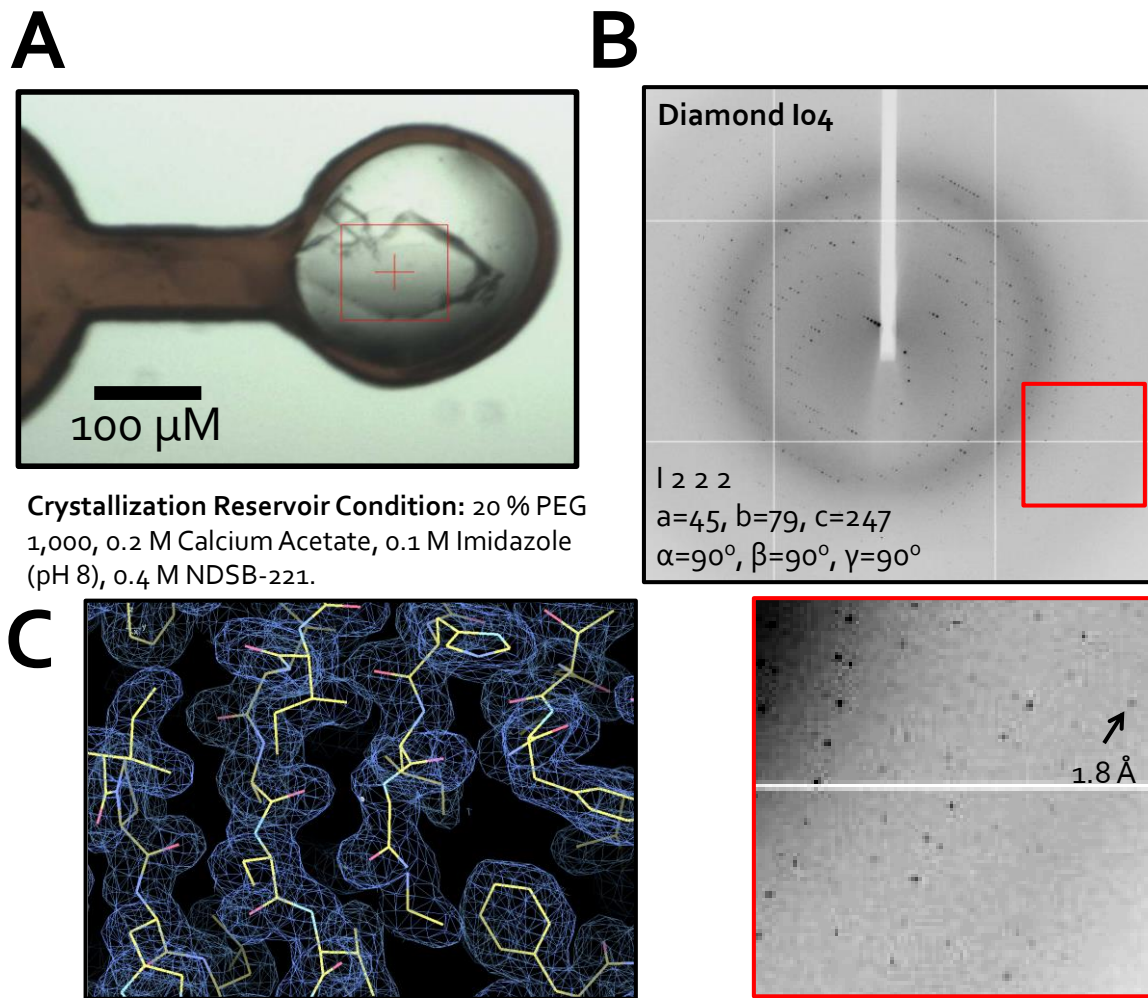 A
B
Diamond I04
100 µM
I 2 2 2
a=45, b=79, c=247
α=90°, β=90°, γ=90°
Crystallization Reservoir Condition: 20 % PEG
1,000, 0.2 M Calcium Acetate, 0.1 M Imidazole
(pH 8), 0.4 M NDSB-221.
C
1.8 Å